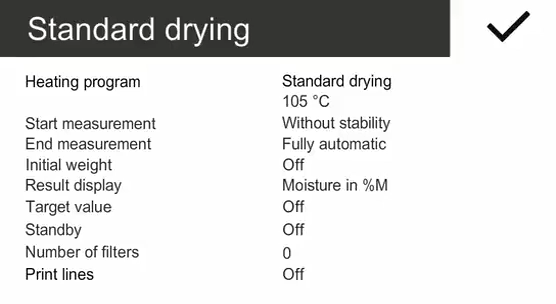 Standard drying
Heating program Standard drying
105 °C
Start measurement Without stability
End measurement Fully automatic
Initial weight Off
Result display Moisture in %M
Target value Off
Standby Off
Number of filters 0
Print lines Off